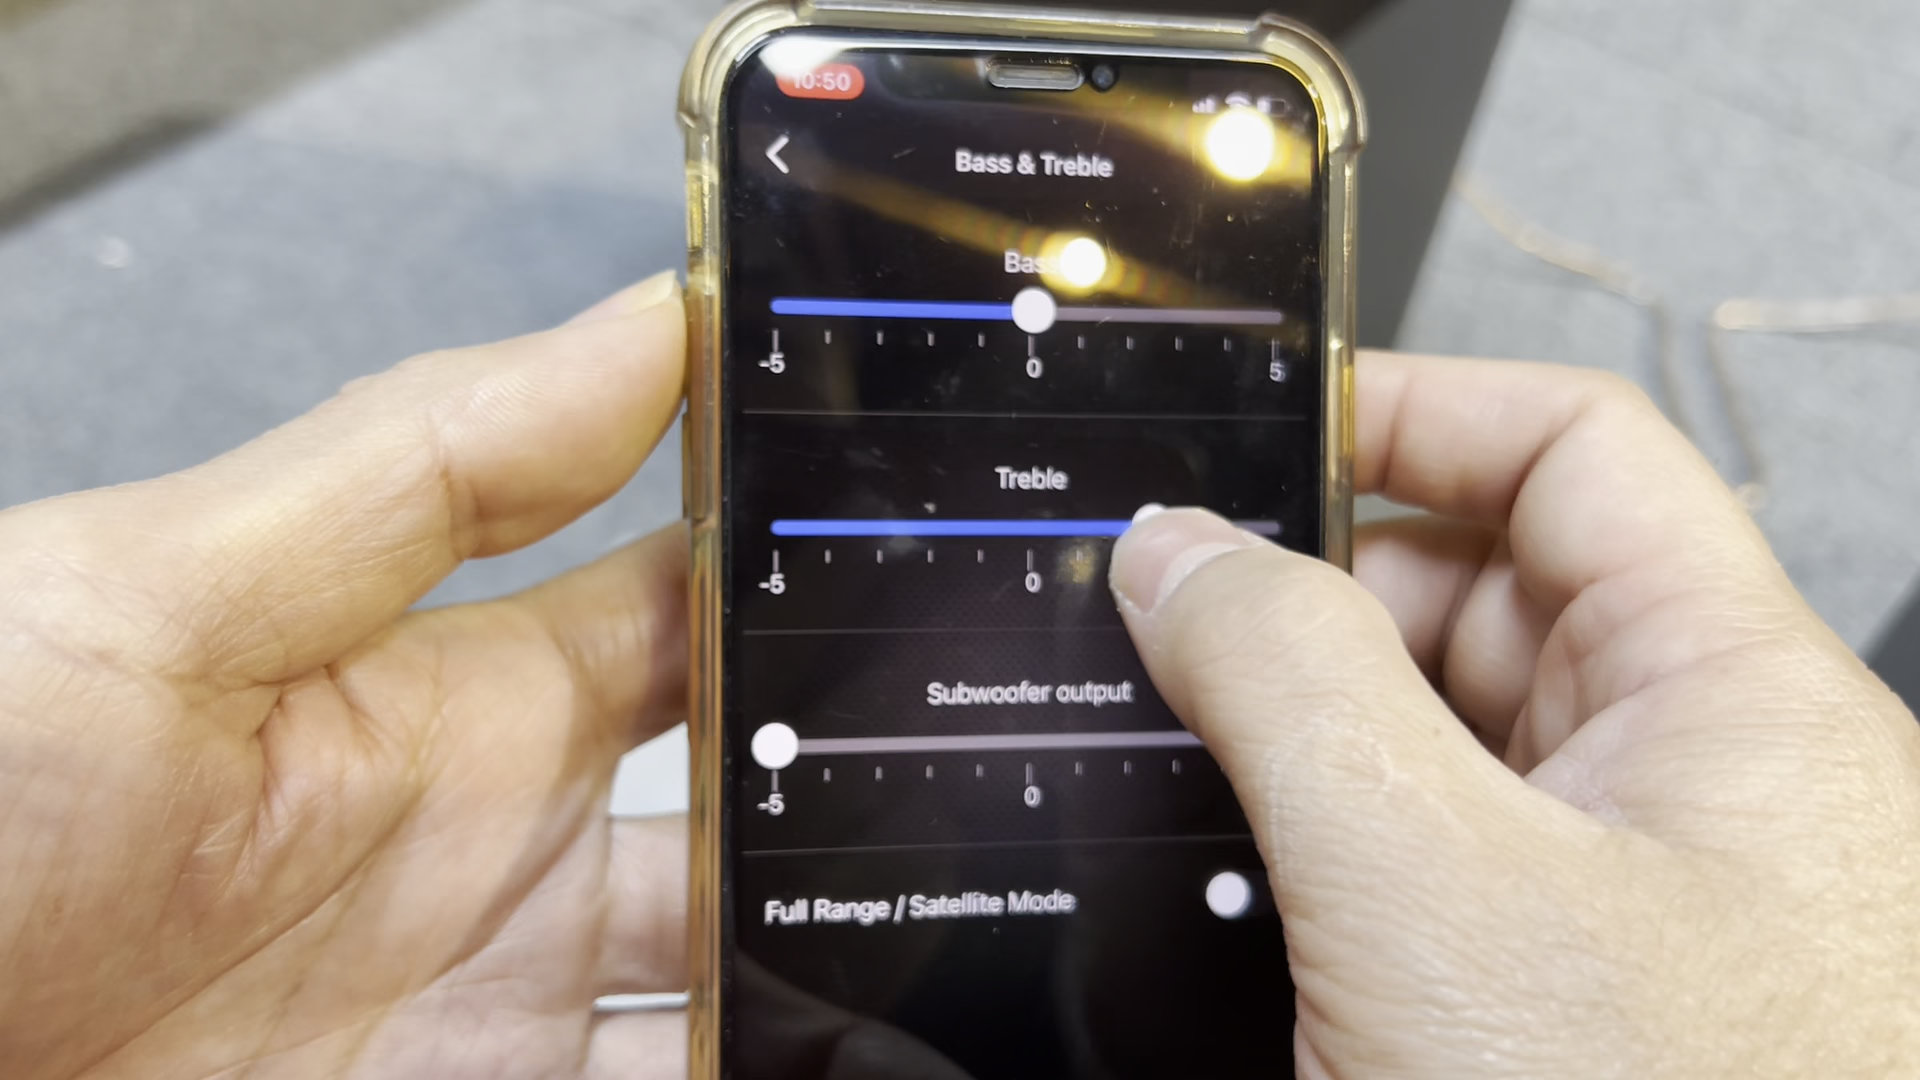 10:50
Bass & Treble
Bass
-5 0 5
Treble
-5 0
Subwoofer output
-5 0
Full Range / Satellite Mode